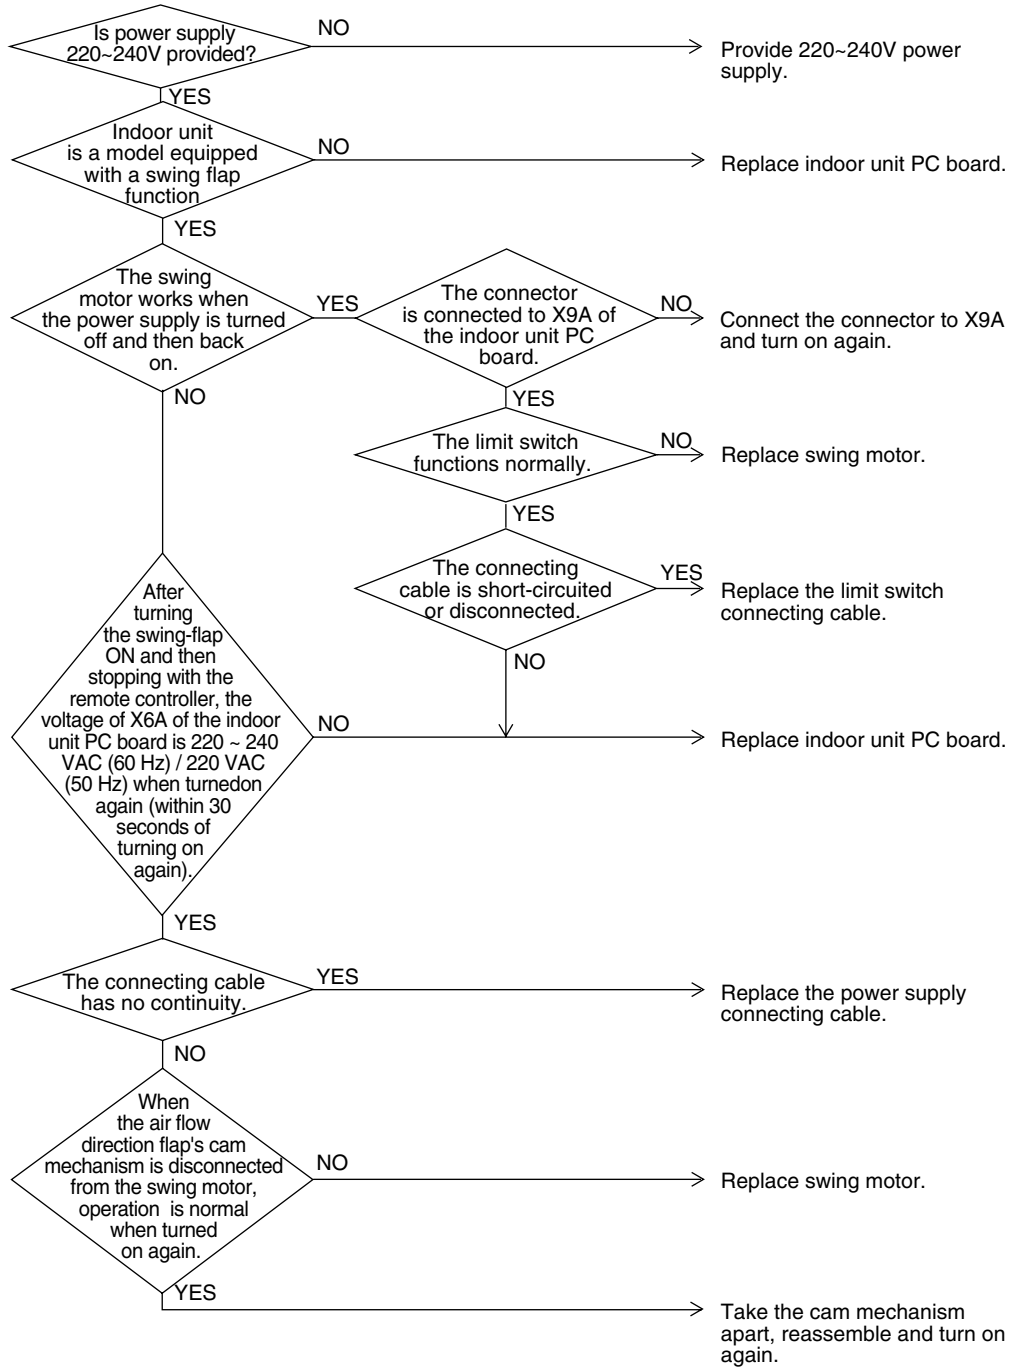 Is power supply
220~240V provided?
NO
Provide 220~240V power
supply.
YES
Indoor unit
is a model equipped
with a swing flap
function
NO
Replace indoor unit PC board.
YES
The swing
motor works when
the power supply is turned
off and then back
on.
YES
The connector
is connected to X9A of
the indoor unit PC
board.
NO
Connect the connector to X9A
and turn on again.
NO
YES
The limit switch
functions normally.
NO
Replace swing motor.
YES
The connecting
cable is short-circuited
or disconnected.
YES
Replace the limit switch
connecting cable.
NO
After
turning
the swing-flap
ON and then
stopping with the
remote controller, the
voltage of X6A of the indoor
unit PC board is 220 ~ 240
VAC (60 Hz) / 220 VAC
(50 Hz) when turnedon
again (within 30
seconds of
turning on
again).
NO
Replace indoor unit PC board.
YES
The connecting cable
has no continuity.
YES
Replace the power supply
connecting cable.
NO
When
the air flow
direction flap's cam
mechanism is disconnected
from the swing motor,
operation is normal
when turned
on again.
NO
Replace swing motor.
YES
Take the cam mechanism
apart, reassemble and turn on
again.